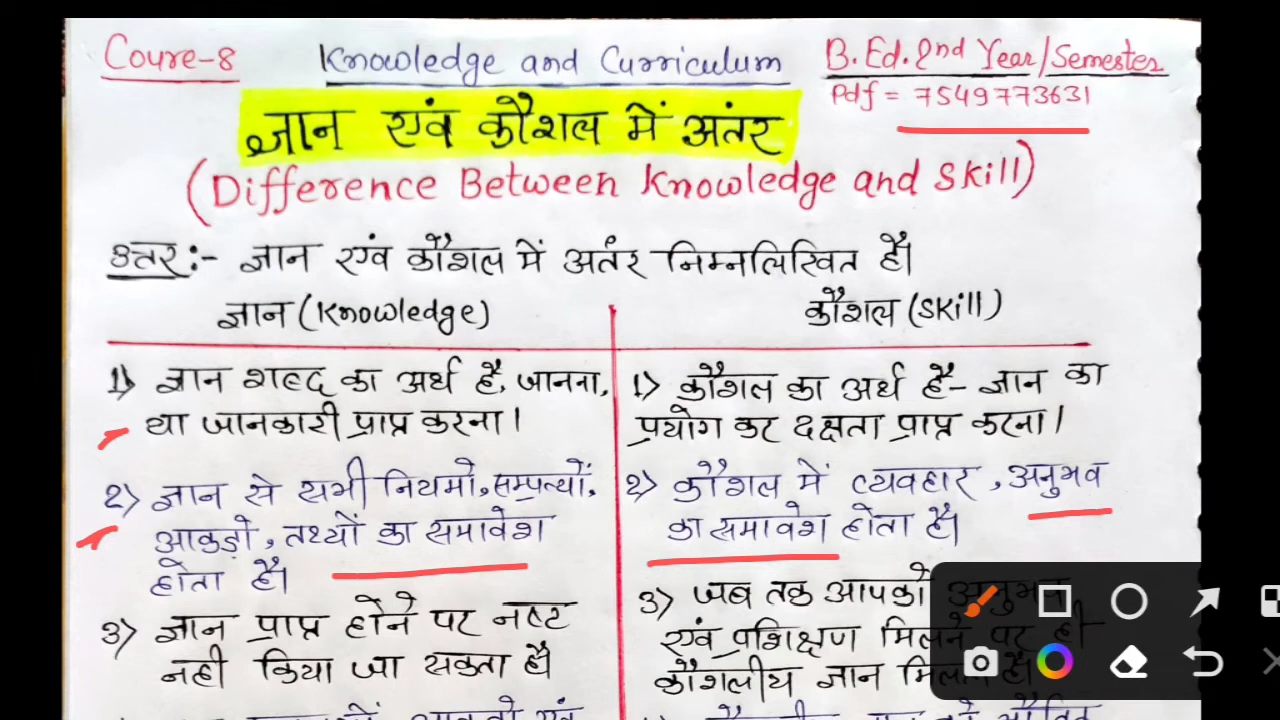 Coure-8
Knowledge and Curriculum
B.Ed. 2nd Year/Semester
Pdf = 7549773631
ज्ञान एवं कौशल में अंतर
(Difference Between Knowledge and Skill)
उत्तर:- ज्ञान एवं कौशल में अंतर निम्नलिखित है।
ज्ञान (Knowledge)
कौशल (Skill)
1) ज्ञान शब्द का अर्थ है, जानना,
या जानकारी प्राप्त करना।
1) कौशल का अर्थ है- ज्ञान का
प्रयोग कर दक्षता प्राप्त करना।
2) ज्ञान से सभी नियमों, सम्प्रत्यों,
आकड़ों, तथ्यों का समावेश
होता है।
2) कौशल में व्यवहार, अनुभव
का समावेश होता है।
3) ज्ञान प्राप्त होने पर नष्ट
नही किया जा सकता है।
3) जब तक आपको अनुभव
एवं प्रशिक्षण मिलने पर ही
कौशलीय ज्ञान मिलता है।